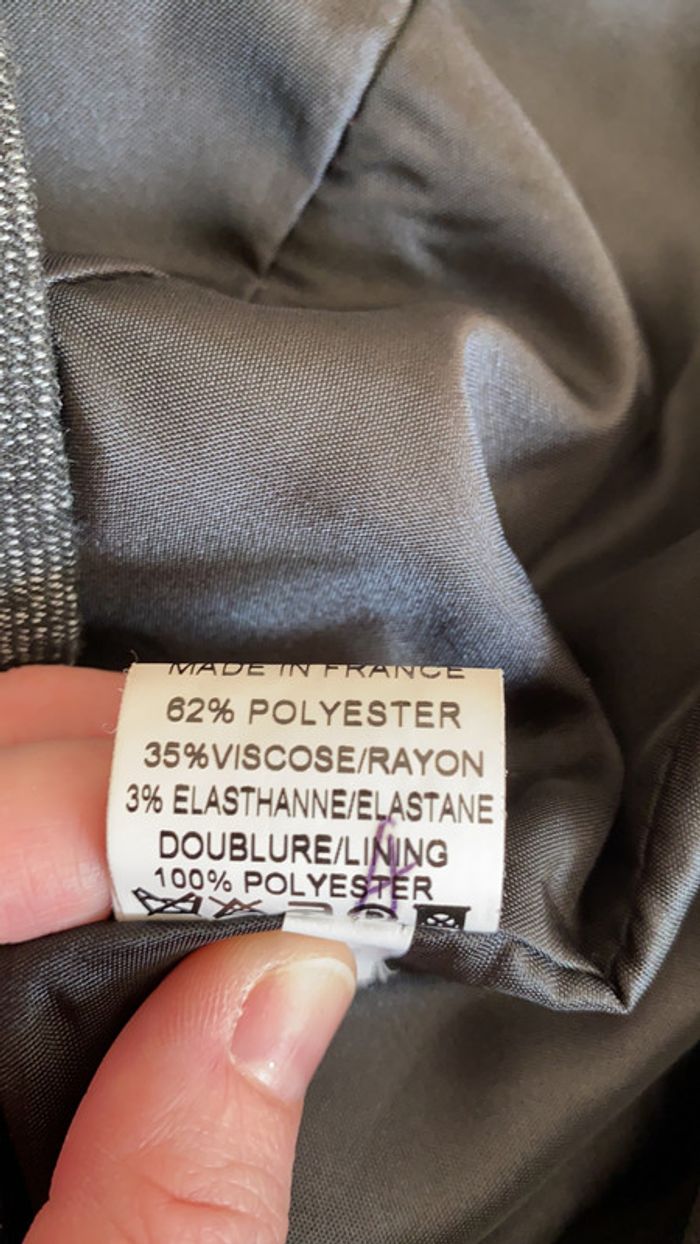 MADE IN FRANCE
62% POLYESTER
35%VISCOSE/RAYON
3% ELASTHANNE/ELASTANE
DOUBLURE/LINING
100% POLYESTER